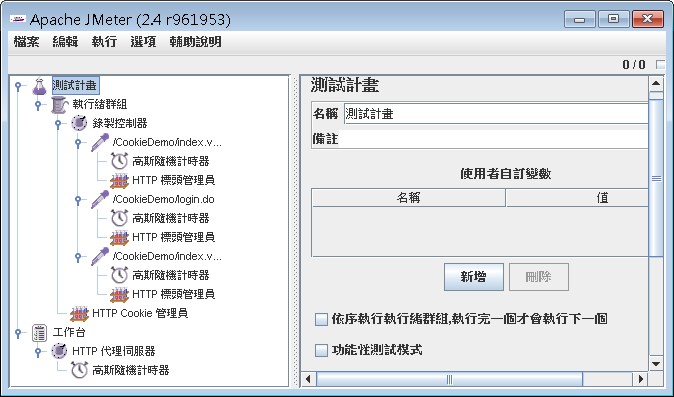 Apache JMeter (2.4 r961953)
檔案 編輯 執行 選項 輔助說明
0 / 0
測試計畫
執行緒群組
錄製控制器
/CookieDemo/index.v...
高斯隨機計時器
HTTP 標頭管理員
/CookieDemo/login.do
高斯隨機計時器
HTTP 標頭管理員
/CookieDemo/index.v...
高斯隨機計時器
HTTP 標頭管理員
HTTP Cookie 管理員
工作台
HTTP 代理伺服器
高斯隨機計時器
測試計畫
名稱 測試計畫
備註
使用者自訂變數
名稱 值
新增 刪除
依序執行執行緒群組,執行完一個才會執行下一個
功能性測試模式